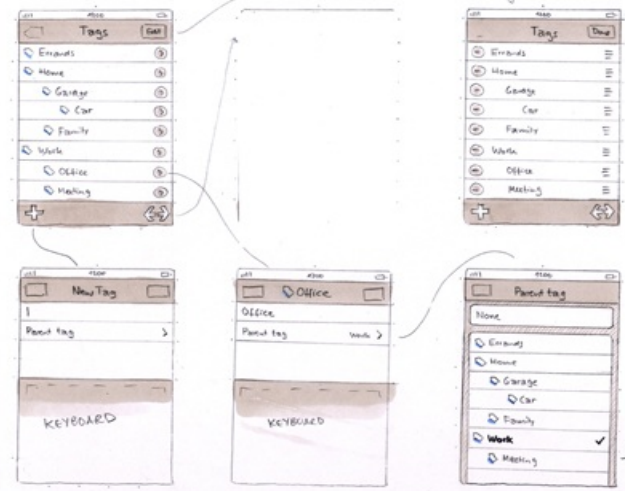 Tags Edit
Errands
Home
Garage
Car
Family
Work
Office
Meeting
Tags Done
Errands
Home
Garage
Car
Family
Work
Office
Meeting
New Tag
Parent tag >
KEYBOARD
Office
Office
Parent tag Work >
KEYBOARD
Parent tag
None
Errands
Home
Garage
Car
Family
Work ✓
Meeting